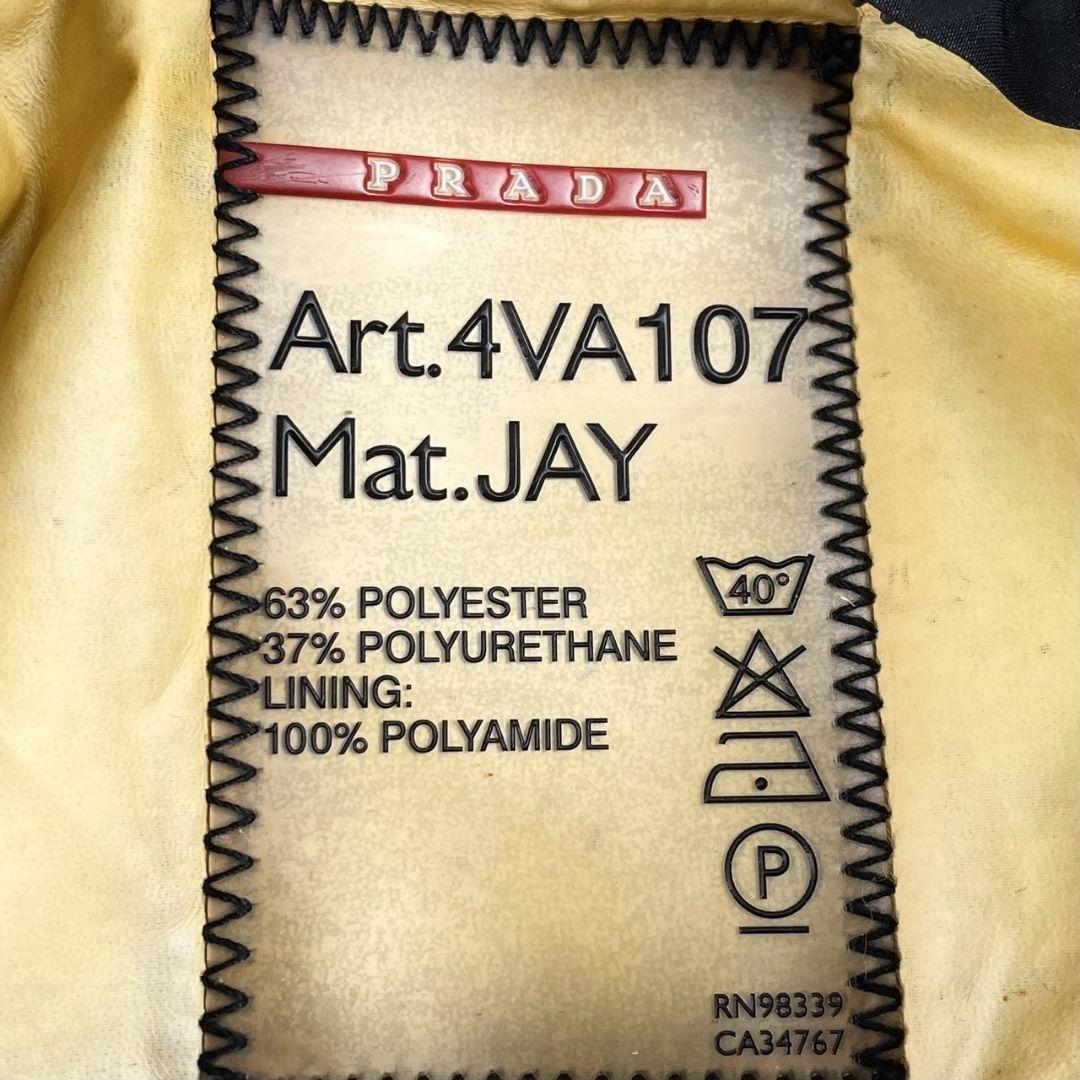 PRADA
Art.4VA107
Mat.JAY
63% POLYESTER
37% POLYURETHANE
LINING:
100% POLYAMIDE
40°
P
RN98339
CA34767